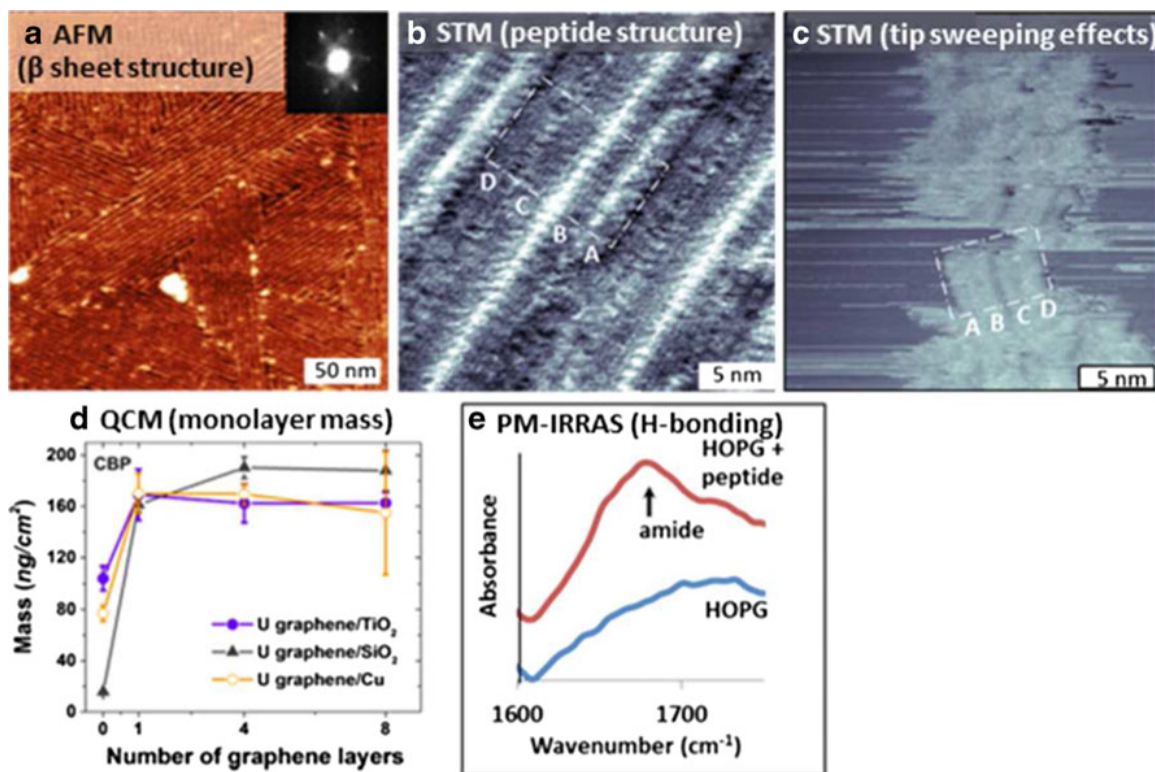 a AFM
(β sheet structure)
50 nm
b STM (peptide structure)
D
C
B
A
5 nm
c STM (tip sweeping effects)
A B C D
5 nm
d QCM (monolayer mass)
CBP
200
160
120
80
40
0
Mass (ng/cm²)
U graphene/TiO₂
U graphene/SiO₂
U graphene/Cu
0 1 4 8
Number of graphene layers
e PM-IRRAS (H-bonding)
HOPG +
peptide
amide
HOPG
Absorbance
1600 1700
Wavenumber (cm⁻¹)